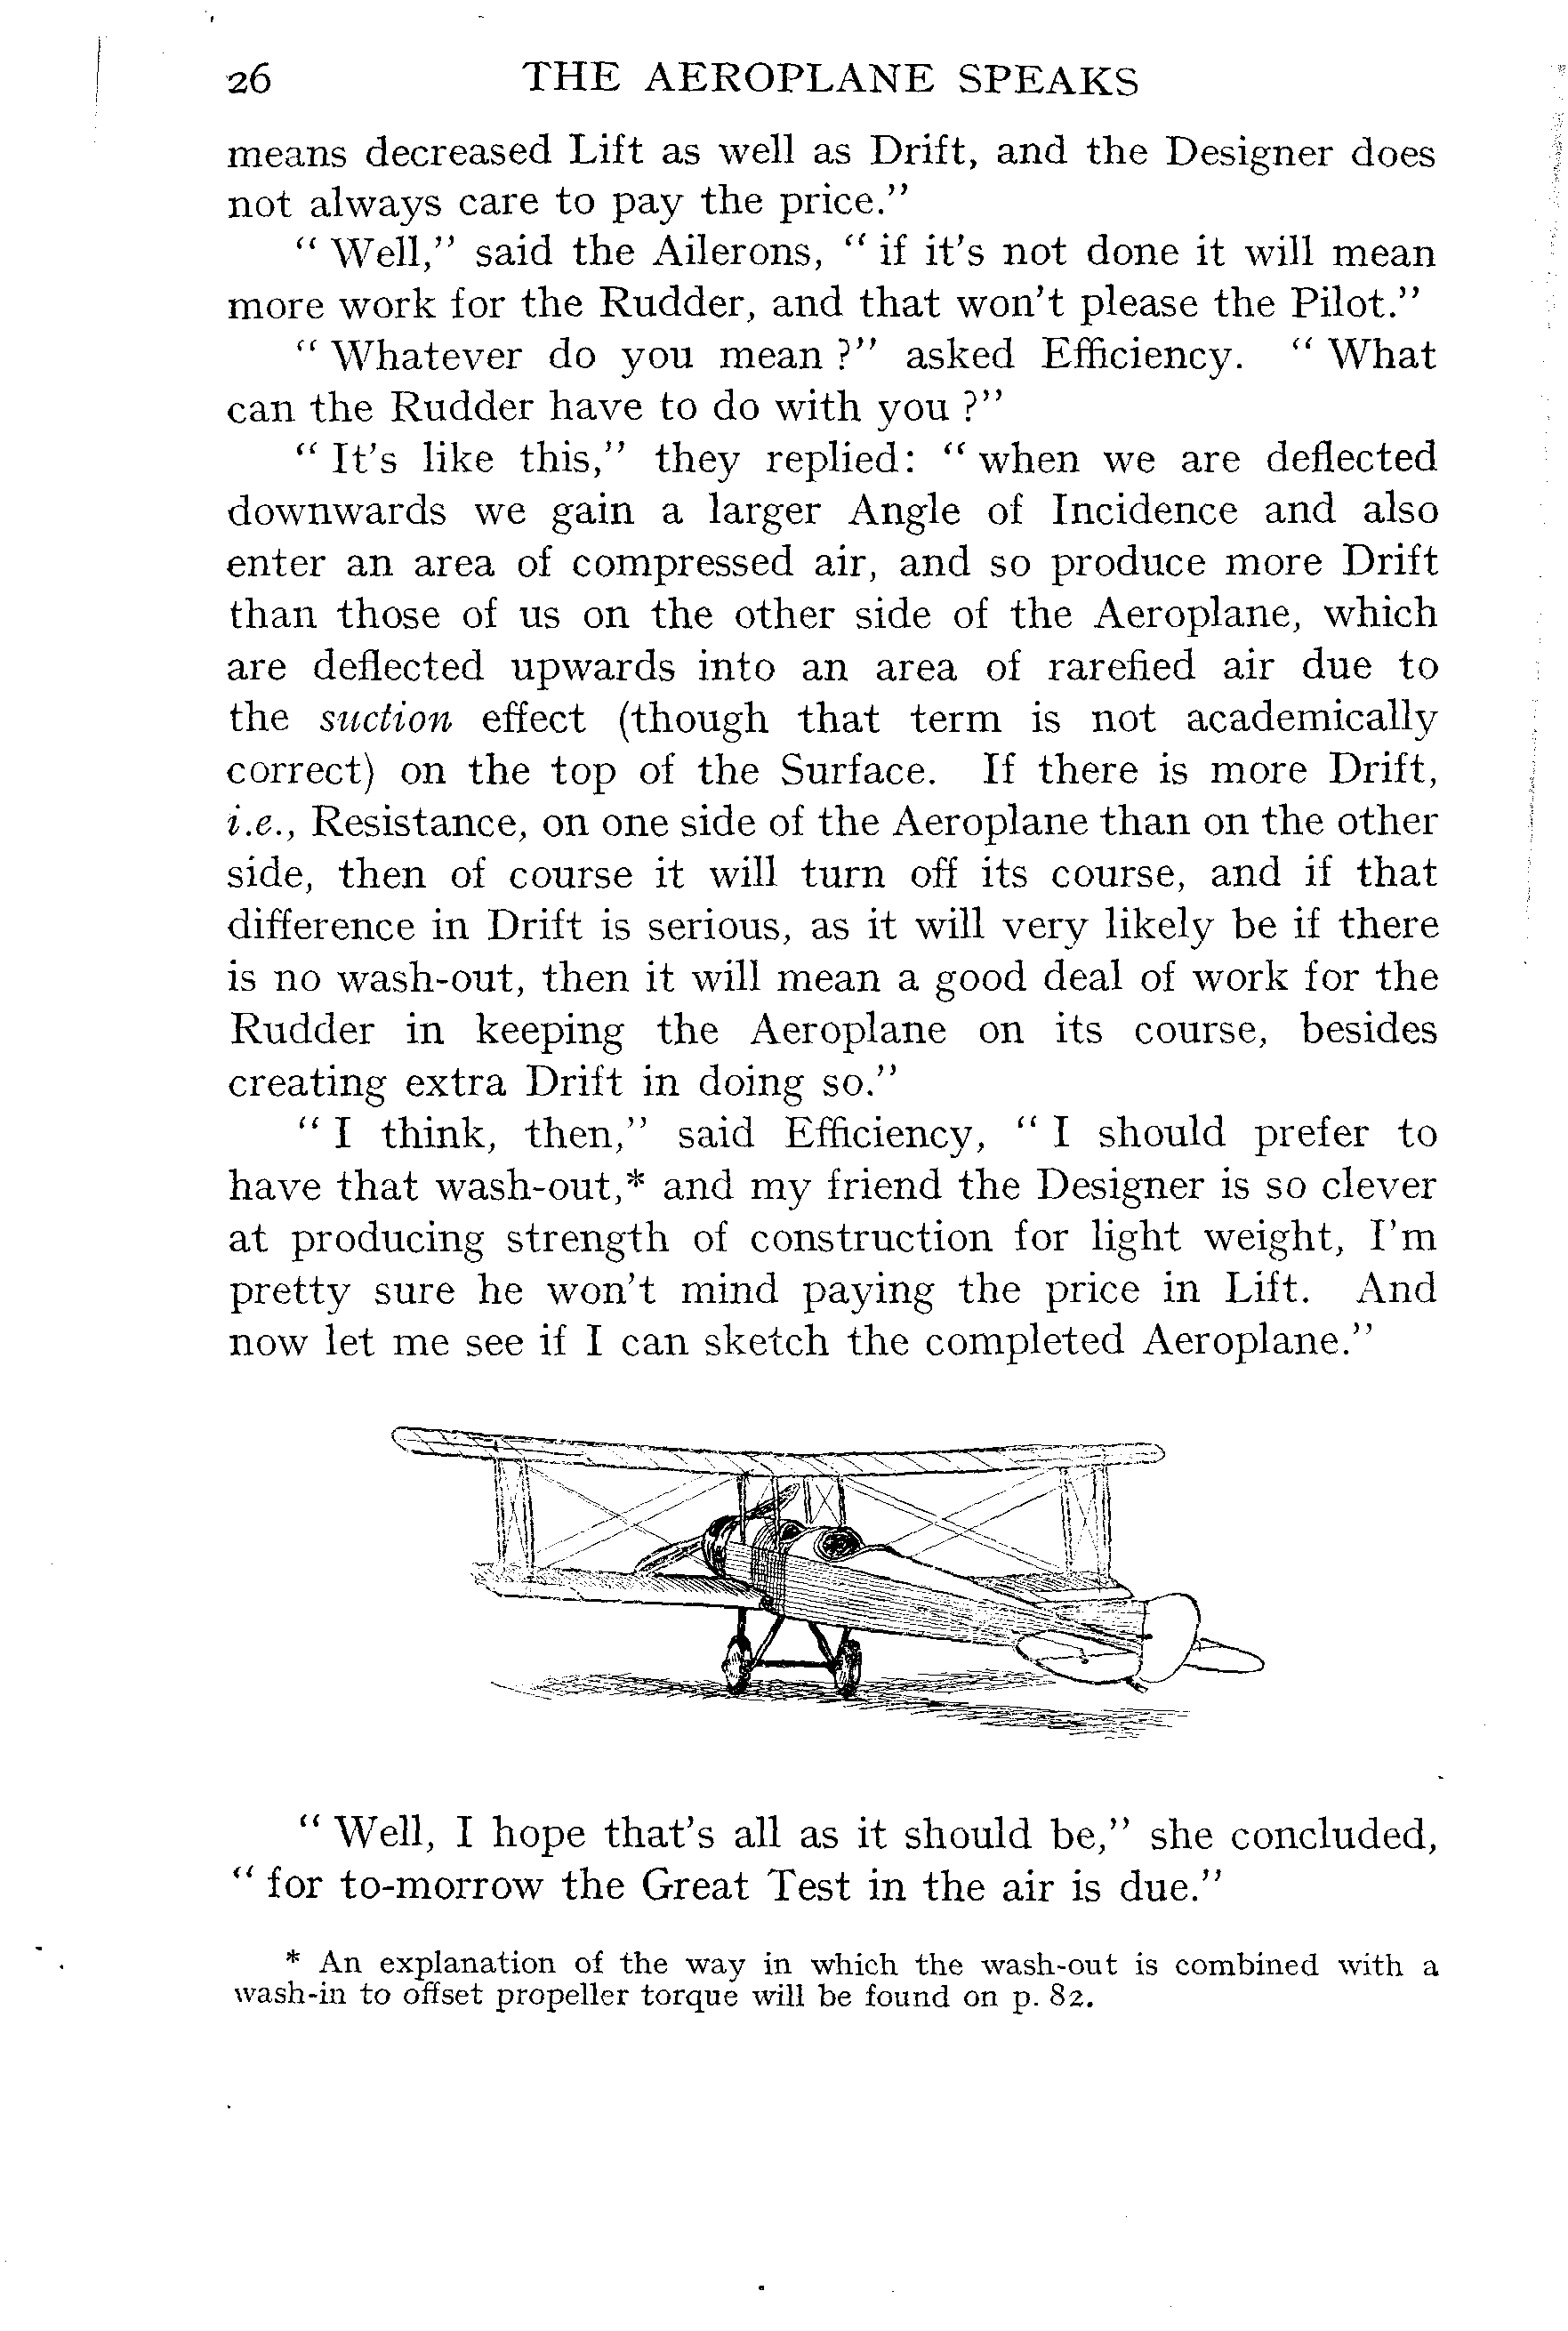 26 THE AEROPLANE SPEAKS
means decreased Lift as well as Drift, and the Designer does
not always care to pay the price.”
“ Well,” said the Ailerons, “ if it’s not done it will mean
more work for the Rudder, and that won’t please the Pilot.”
“ Whatever do you mean ?” asked Efficiency. “ What
can the Rudder have to do with you ?”
“ It’s like this,” they replied: “ when we are deflected
downwards we gain a larger Angle of Incidence and also
enter an area of compressed air, and so produce more Drift
than those of us on the other side of the Aeroplane, which
are deflected upwards into an area of rarefied air due to
the suction effect (though that term is not academically
correct) on the top of the Surface. If there is more Drift,
i.e., Resistance, on one side of the Aeroplane than on the other
side, then of course it will turn off its course, and if that
difference in Drift is serious, as it will very likely be if there
is no wash-out, then it will mean a good deal of work for the
Rudder in keeping the Aeroplane on its course, besides
creating extra Drift in doing so.”
“ I think, then,” said Efficiency, “ I should prefer to
have that wash-out,* and my friend the Designer is so clever
at producing strength of construction for light weight, I’m
pretty sure he won’t mind paying the price in Lift. And
now let me see if I can sketch the completed Aeroplane.”
“ Well, I hope that’s all as it should be,” she concluded,
“ for to-morrow the Great Test in the air is due.”
* An explanation of the way in which the wash-out is combined with a
wash-in to offset propeller torque will be found on p. 82.